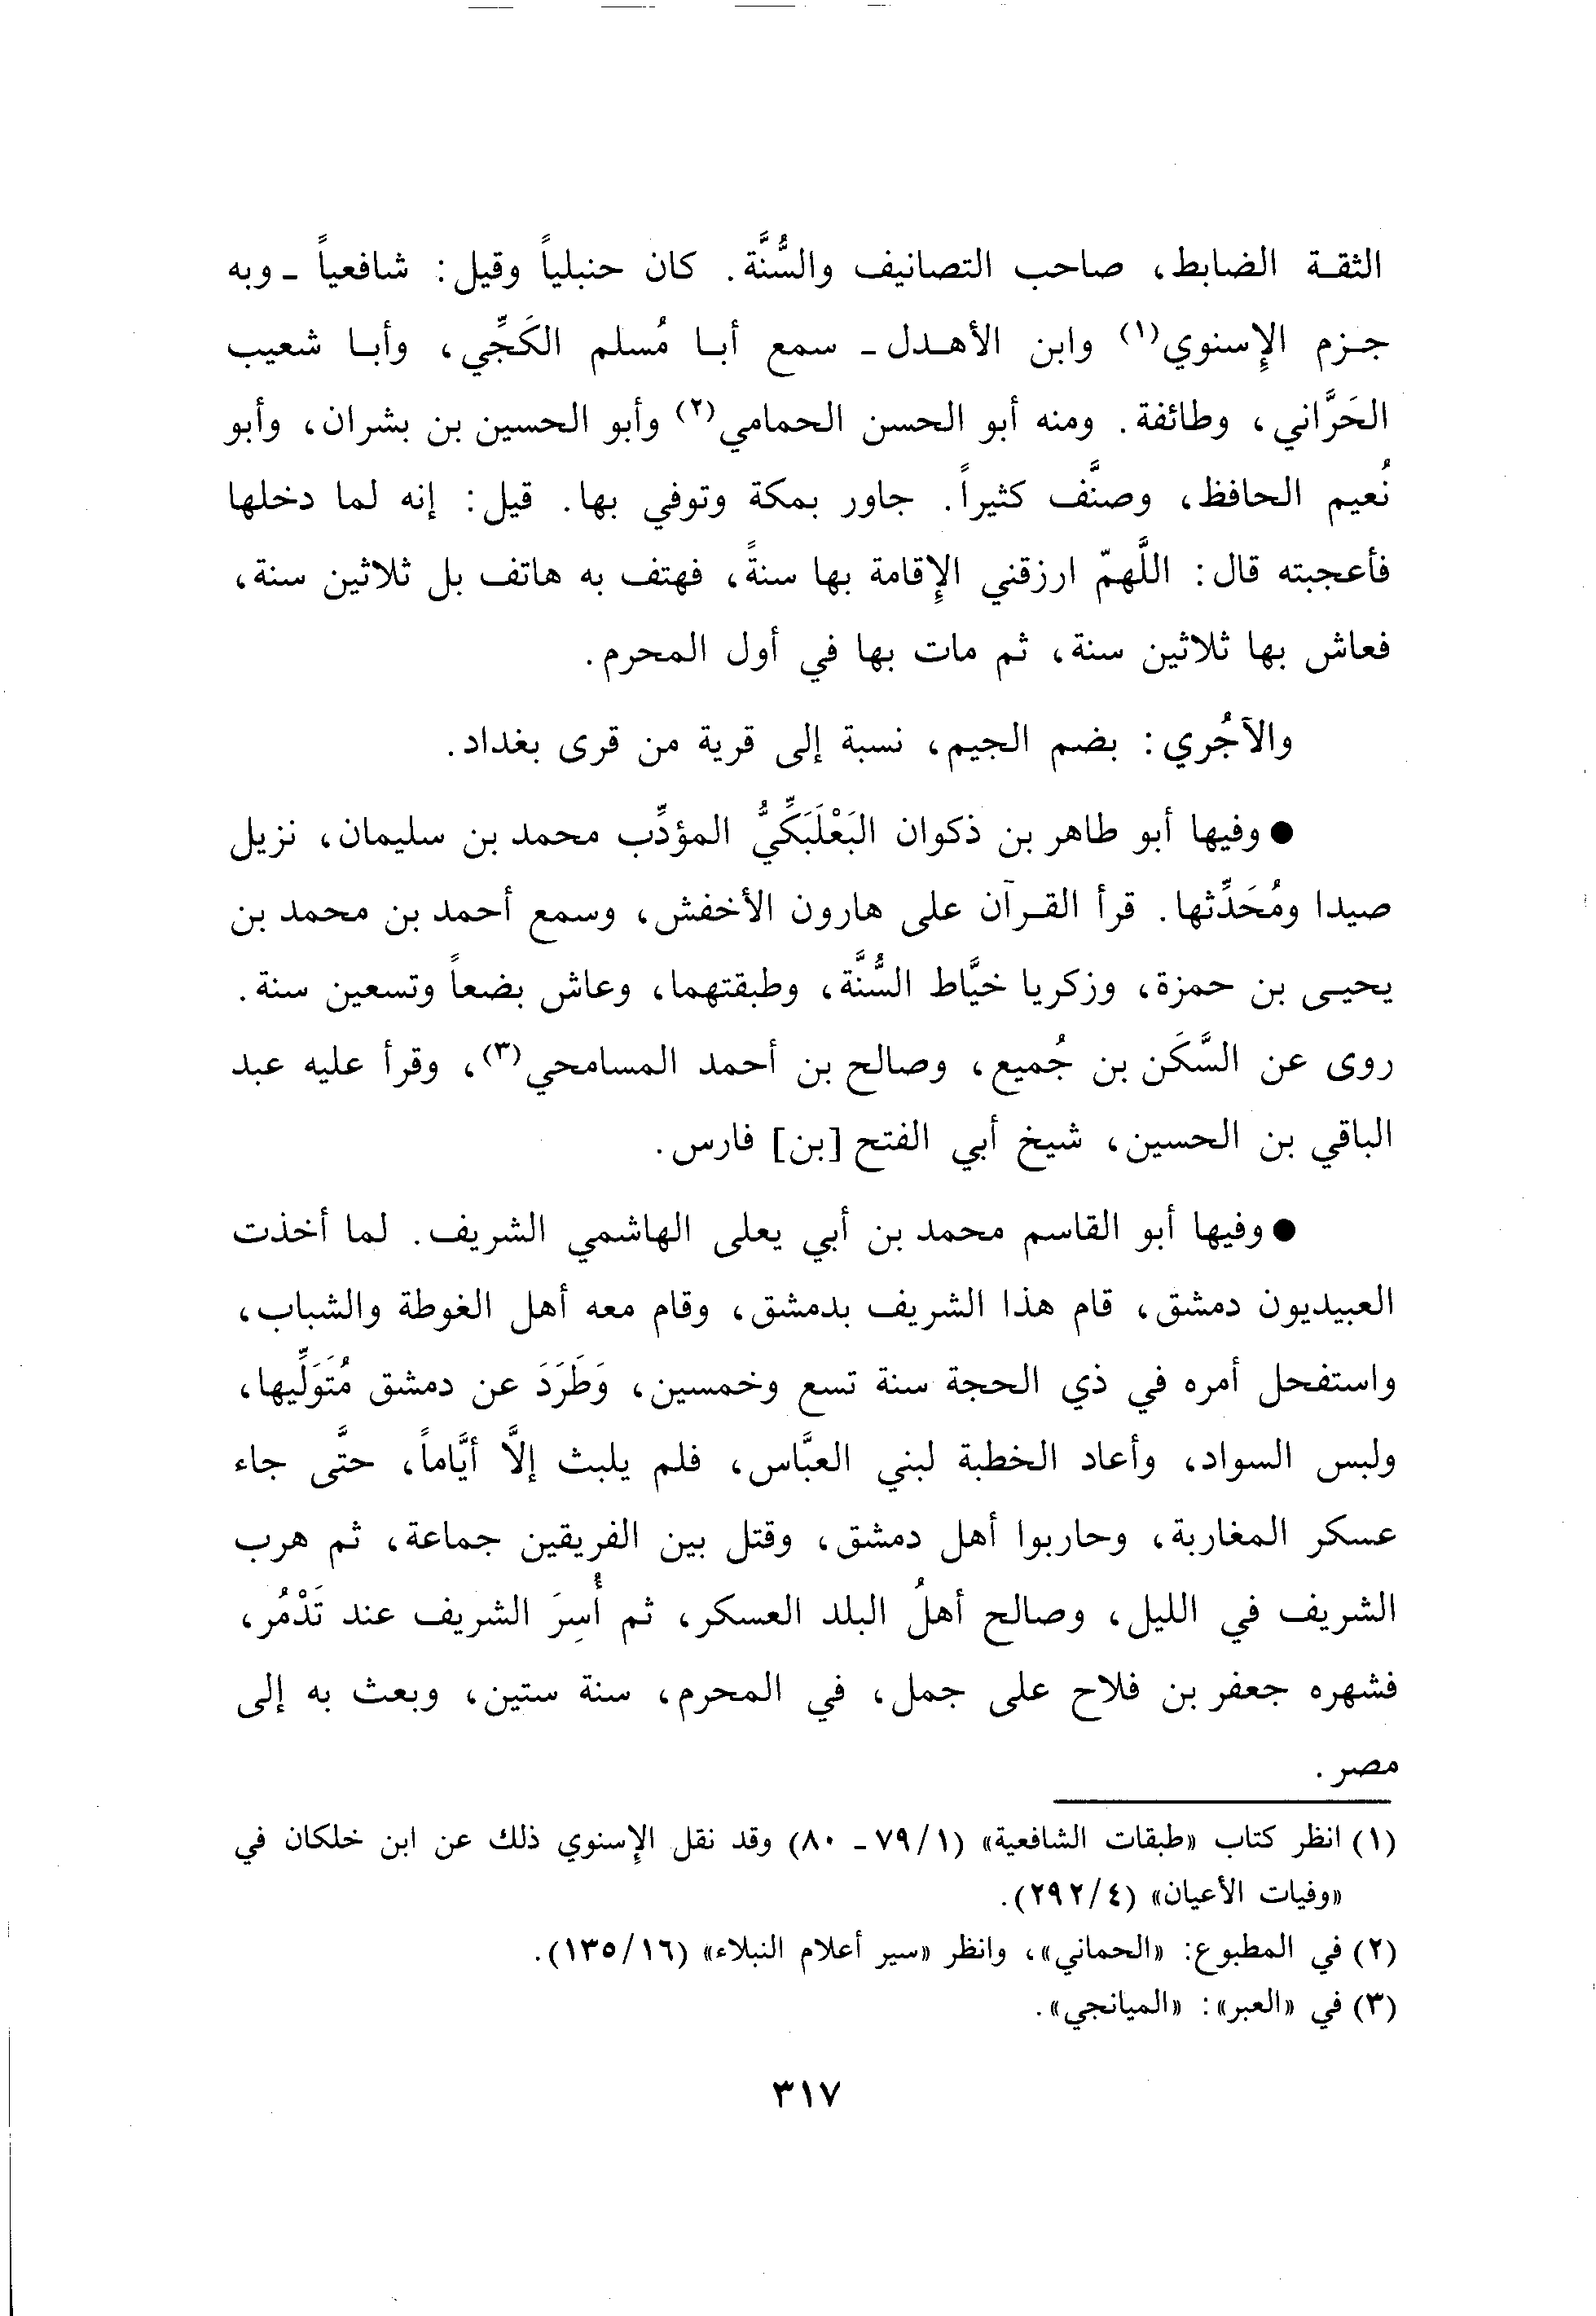 الثقة الضابط، صاحب التصانيف والسُّنَّة. كان حنبلياً وقيل: شافعياً ـ وبه
جزم الإسنوي(١) وابن الأهدل ـ سمع أبا مُسلم الكَجِّي، وأبا شعيب
الحَرَّاني، وطائفة. ومنه أبو الحسن الحمامي(٢) وأبو الحسين بن بشران، وأبو
نُعيم الحافظ، وصنَّف كثيراً. جاور بمكة وتوفي بها. قيل: إنه لما دخلها
فأعجبته قال: اللَّهمّ ارزقني الإقامة بها سنةً، فهتف به هاتف بل ثلاثين سنة،
فعاش بها ثلاثين سنة، ثم مات بها في أول المحرم.
والآجُري: بضم الجيم، نسبة إلى قرية من قرى بغداد.
● وفيها أبو طاهر بن ذكوان البَعْلَبَكِّيُّ المؤدِّب محمد بن سليمان، نزيل
صيدا ومُحَدِّثها. قرأ القرآن على هارون الأخفش، وسمع أحمد بن محمد بن
يحيى بن حمزة، وزكريا خيَّاط السُّنَّة، وطبقتهما، وعاش بضعاً وتسعين سنة.
روى عن السَّكَن بن جُميع، وصالح بن أحمد المسامحي(٣)، وقرأ عليه عبد
الباقي بن الحسين، شيخ أبي الفتح [بن] فارس.
● وفيها أبو القاسم محمد بن أبي يعلى الهاشمي الشريف. لما أخذت
العبيديون دمشق، قام هذا الشريف بدمشق، وقام معه أهل الغوطة والشباب،
واستفحل أمره في ذي الحجة سنة تسع وخمسين، وَطَرَدَ عن دمشق مُتَوَلِّيها،
ولبس السواد، وأعاد الخطبة لبني العبَّاس، فلم يلبث إلَّا أيَّاماً، حتَّى جاء
عسكر المغاربة، وحاربوا أهل دمشق، وقتل بين الفريقين جماعة، ثم هرب
الشريف في الليل، وصالح أهلُ البلد العسكر، ثم أُسِرَ الشريف عند تَدْمُر،
فشهره جعفر بن فلاح على جمل، في المحرم، سنة ستين، وبعث به إلى
مصر.
(١) انظر كتاب «طبقات الشافعية» (١/٧٩ ـ ٨٠) وقد نقل الإسنوي ذلك عن ابن خلكان في
«وفيات الأعيان» (٤/٢٩٢).
(٢) في المطبوع: «الحماني»، وانظر «سير أعلام النبلاء» (١٦/١٣٥).
(٣) في «العبر»: «الميانجي».
٣١٧